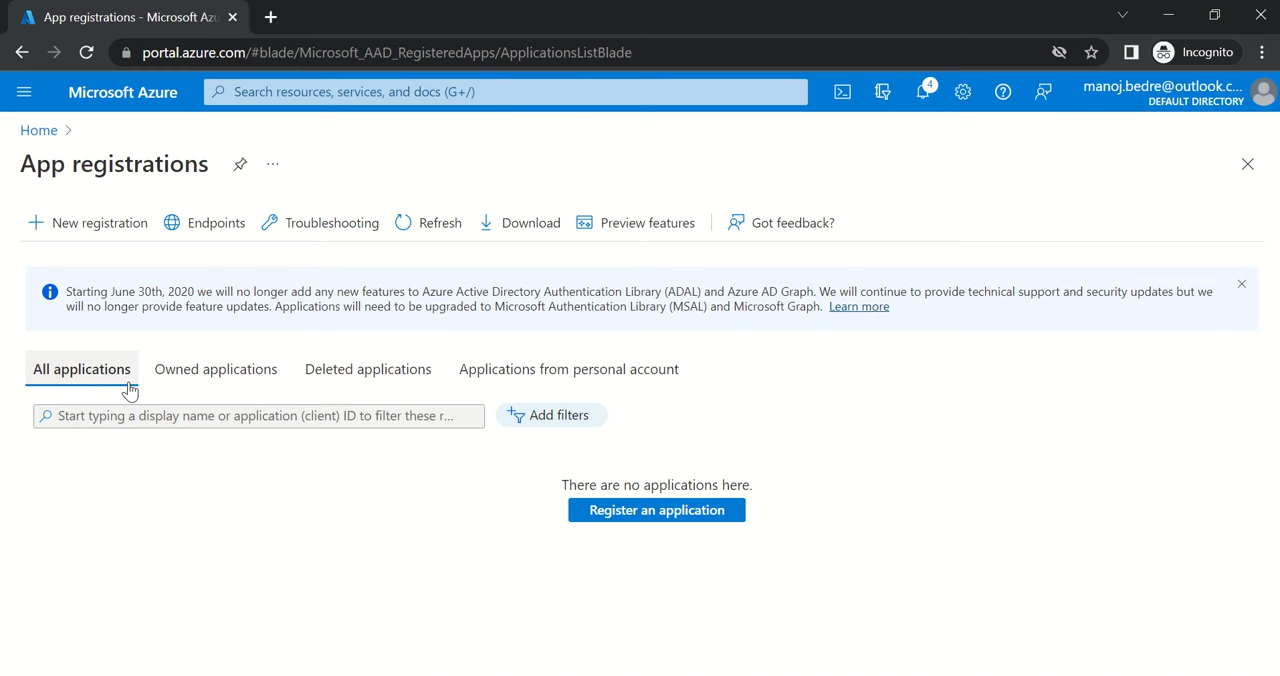 App registrations - Microsoft Azu
portal.azure.com/#blade/Microsoft_AAD_RegisteredApps/ApplicationsListBlade
Incognito
Microsoft Azure
Search resources, services, and docs (G+/)
4
manoj.bedre@outlook.c...
DEFAULT DIRECTORY
Home
App registrations
New registration
Endpoints
Troubleshooting
Refresh
Download
Preview features
Got feedback?
Starting June 30th, 2020 we will no longer add any new features to Azure Active Directory Authentication Library (ADAL) and Azure AD Graph. We will continue to provide technical support and security updates but we
will no longer provide feature updates. Applications will need to be upgraded to Microsoft Authentication Library (MSAL) and Microsoft Graph. Learn more
All applications
Owned applications
Deleted applications
Applications from personal account
Start typing a display name or application (client) ID to filter these r...
Add filters
There are no applications here.
Register an application